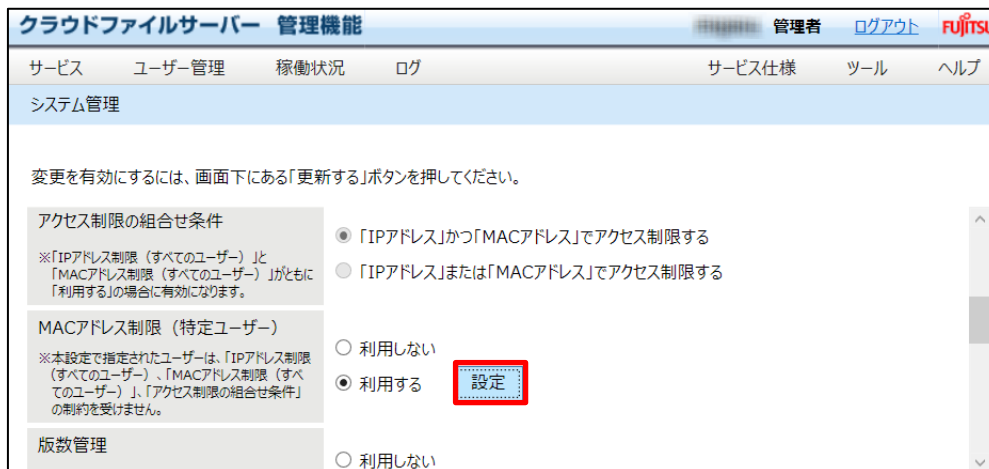 クラウドファイルサーバー 管理機能 管理者 ログアウト FUJITSU
サービス ユーザー管理 稼働状況 ログ サービス仕様 ツール ヘルプ
システム管理
変更を有効にするには、画面下にある「更新する」ボタンを押してください。
アクセス制限の組合せ条件
※「IPアドレス制限（すべてのユーザー）」と
「MACアドレス制限（すべてのユーザー）」がともに
「利用する」の場合に有効になります。
「IPアドレス」かつ「MACアドレス」でアクセス制限する
「IPアドレス」または「MACアドレス」でアクセス制限する
MACアドレス制限（特定ユーザー）
※本設定で指定されたユーザーは、「IPアドレス制限
（すべてのユーザー）、「MACアドレス制限（すべ
てのユーザー）」、「アクセス制限の組合せ条件」
の制約を受けません。
利用しない
利用する 設定
版数管理
利用しない